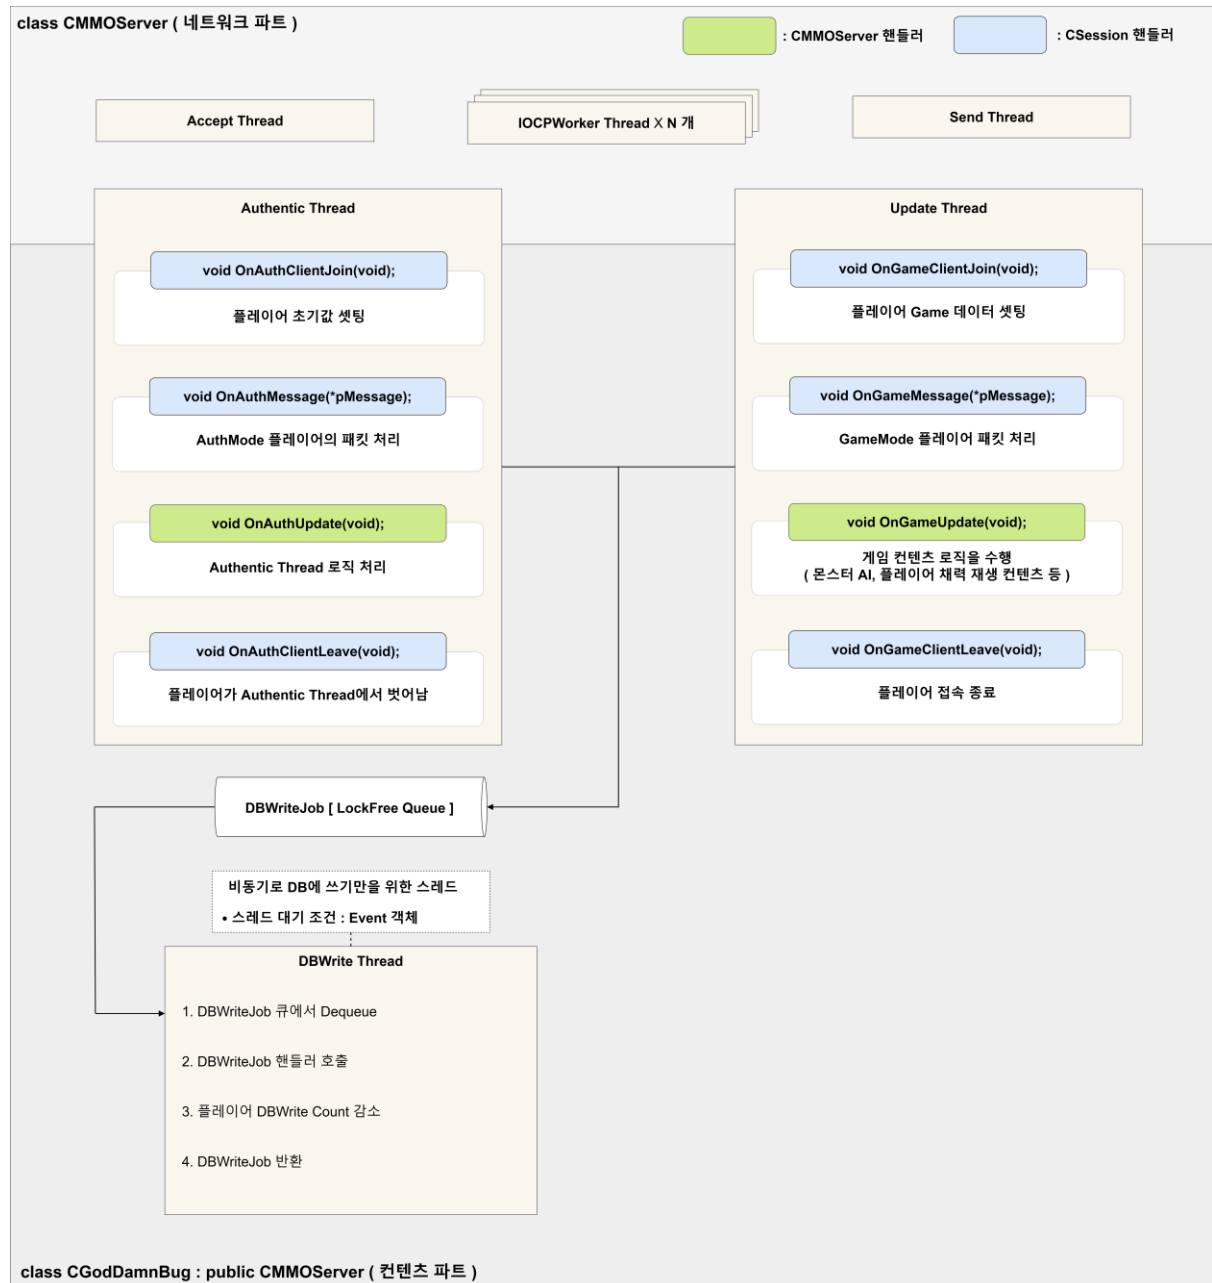 class CMMOServer ( 네트워크 파트 )
: CMMOServer 핸들러
: CSession 핸들러
Accept Thread
IOCPWorker Thread X N 개
Send Thread
Authentic Thread
void OnAuthClientJoin(void);
플레이어 초기값 셋팅
void OnAuthMessage(*pMessage);
AuthMode 플레이어의 패킷 처리
void OnAuthUpdate(void);
Authentic Thread 로직 처리
void OnAuthClientLeave(void);
플레이어가 Authentic Thread에서 벗어남
Update Thread
void OnGameClientJoin(void);
플레이어 Game 데이터 셋팅
void OnGameMessage(*pMessage);
GameMode 플레이어 패킷 처리
void OnGameUpdate(void);
게임 컨텐츠 로직을 수행
( 몬스터 AI, 플레이어 채력 재생 컨텐츠 등 )
void OnGameClientLeave(void);
플레이어 접속 종료
DBWriteJob [ LockFree Queue ]
비동기로 DB에 쓰기만을 위한 스레드
• 스레드 대기 조건 : Event 객체
DBWrite Thread
1. DBWriteJob 큐에서 Dequeue
2. DBWriteJob 핸들러 호출
3. 플레이어 DBWrite Count 감소
4. DBWriteJob 반환
class CGodDamnBug : public CMMOServer ( 컨텐츠 파트 )